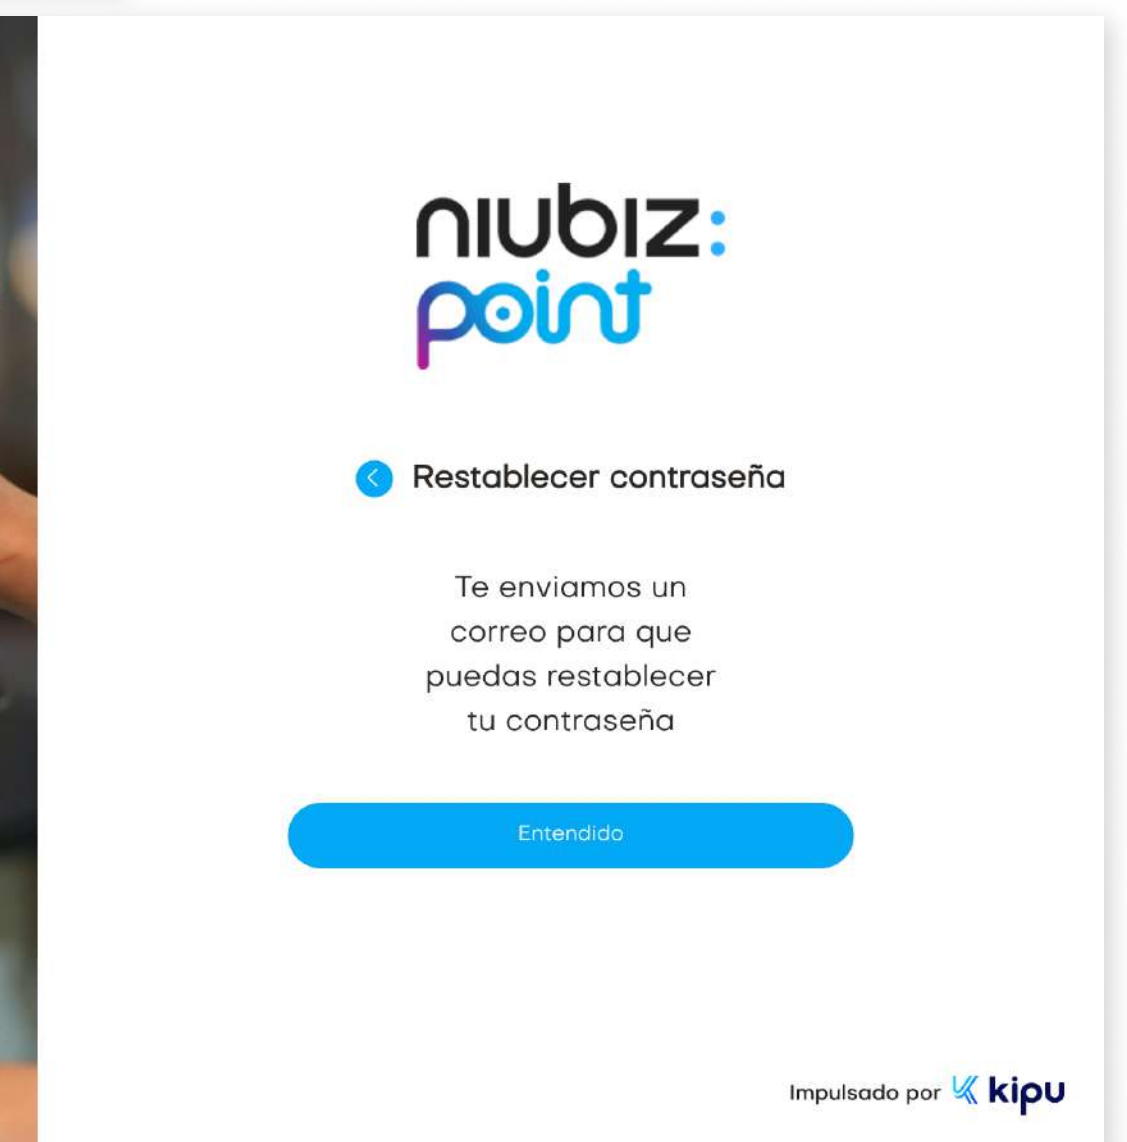 niubiz:
point
Restablecer contraseña
Te enviamos un
correo para que
puedas restablecer
tu contraseña
Entendido
Impulsado por kipu